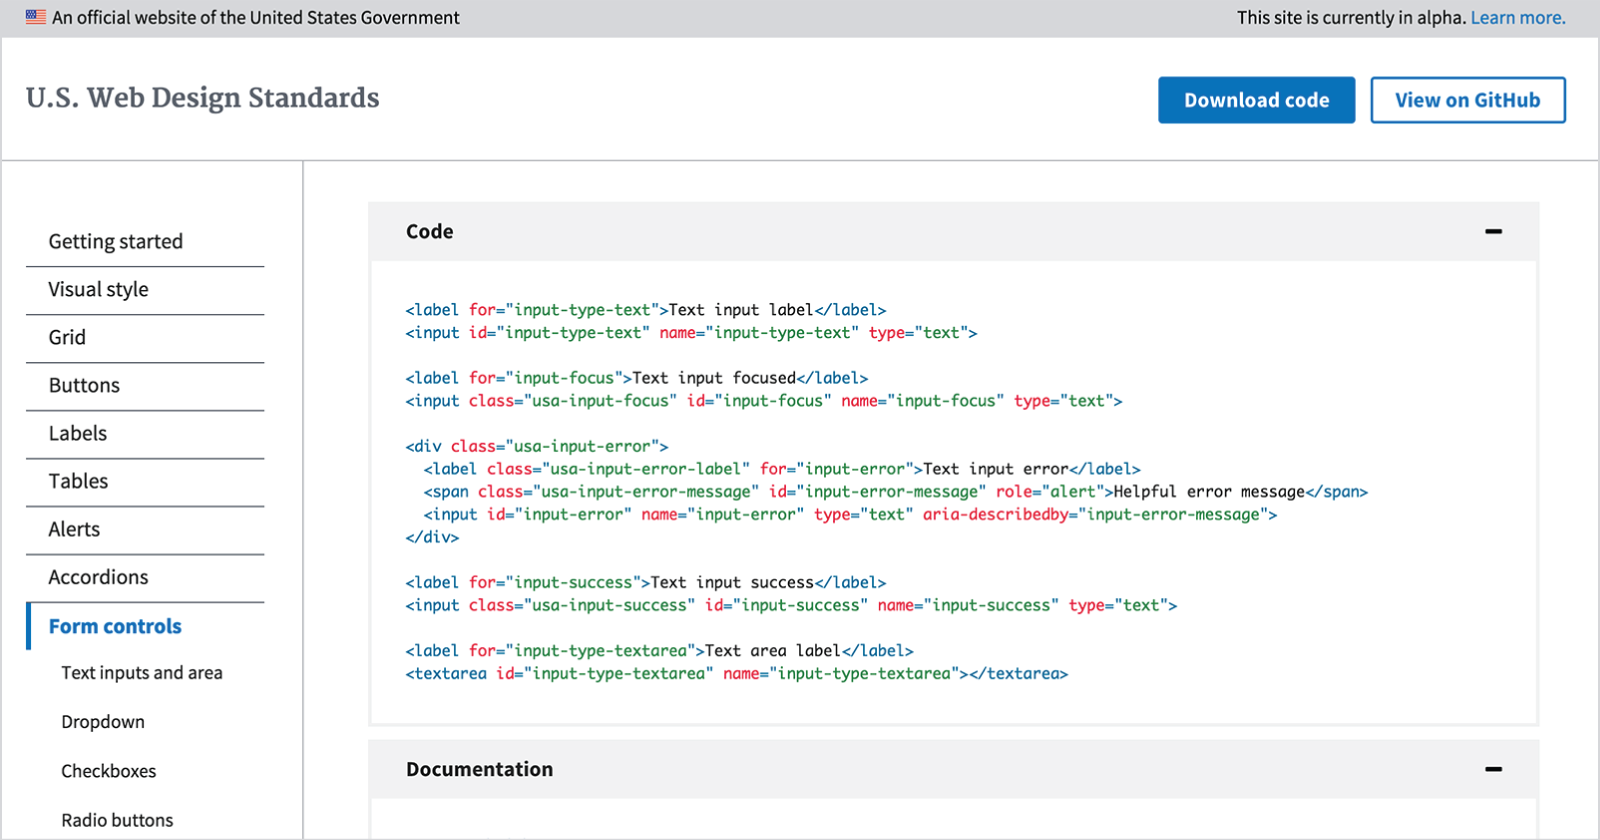 An official website of the United States Government
This site is currently in alpha. Learn more.
U.S. Web Design Standards
Download code
View on GitHub
Getting started
Visual style
Grid
Buttons
Labels
Tables
Alerts
Accordions
Form controls
Text inputs and area
Dropdown
Checkboxes
Radio buttons
Code
<label for="input-type-text">Text input label</label>
<input id="input-type-text" name="input-type-text" type="text">
<label for="input-focus">Text input focused</label>
<input class="usa-input-focus" id="input-focus" name="input-focus" type="text">
<div class="usa-input-error">
<label class="usa-input-error-label" for="input-error">Text input error</label>
<span class="usa-input-error-message" id="input-error-message" role="alert">Helpful error message</span>
<input id="input-error" name="input-error" type="text" aria-describedby="input-error-message">
</div>
<label for="input-success">Text input success</label>
<input class="usa-input-success" id="input-success" name="input-success" type="text">
<label for="input-type-textarea">Text area label</label>
<textarea id="input-type-textarea" name="input-type-textarea"></textarea>
Documentation